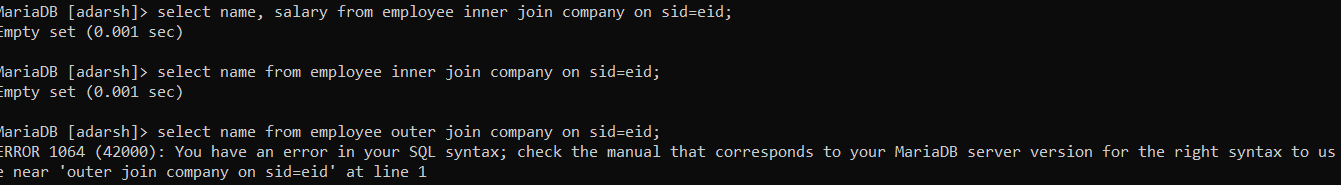 MariaDB [adarsh]> select name, salary from employee inner join company on sid=eid;
Empty set (0.001 sec)
MariaDB [adarsh]> select name from employee inner join company on sid=eid;
Empty set (0.001 sec)
MariaDB [adarsh]> select name from employee outer join company on sid=eid;
ERROR 1064 (42000): You have an error in your SQL syntax; check the manual that corresponds to your MariaDB server version for the right syntax to us
e near 'outer join company on sid=eid' at line 1